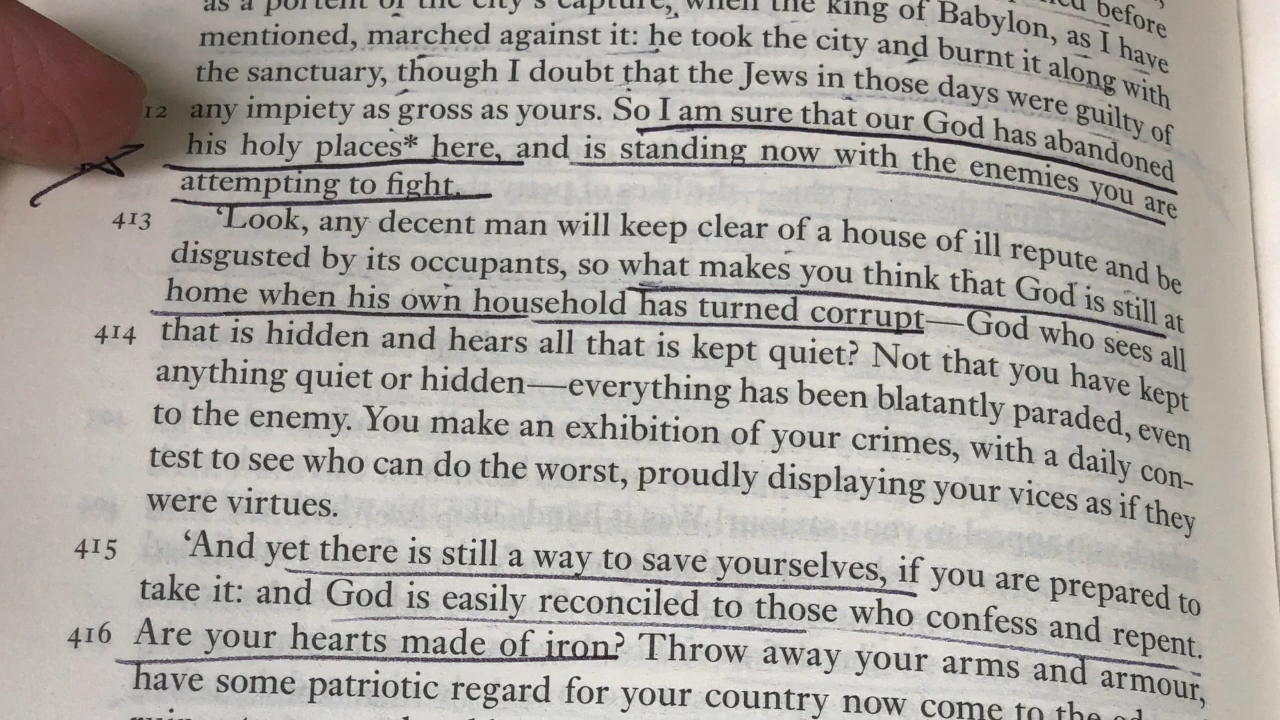 as a portent of the city's capture, when the king of Babylon, as I have
before
mentioned, marched against it: he took the city and burnt it along with
the sanctuary, though I doubt that the Jews in those days were guilty of
12 any impiety as gross as yours. So I am sure that our God has abandoned
his holy places* here, and is standing now with the enemies you are
attempting to fight.
413 'Look, any decent man will keep clear of a house of ill repute and be
disgusted by its occupants, so what makes you think that God is still at
home when his own household has turned corrupt—God who sees all
414 that is hidden and hears all that is kept quiet? Not that you have kept
anything quiet or hidden—everything has been blatantly paraded, even
to the enemy. You make an exhibition of your crimes, with a daily con-
test to see who can do the worst, proudly displaying your vices as if they
were virtues.
415 'And yet there is still a way to save yourselves, if you are prepared to
take it: and God is easily reconciled to those who confess and repent.
416 Are your hearts made of iron? Throw away your arms and armour,
have some patriotic regard for your country now come to the